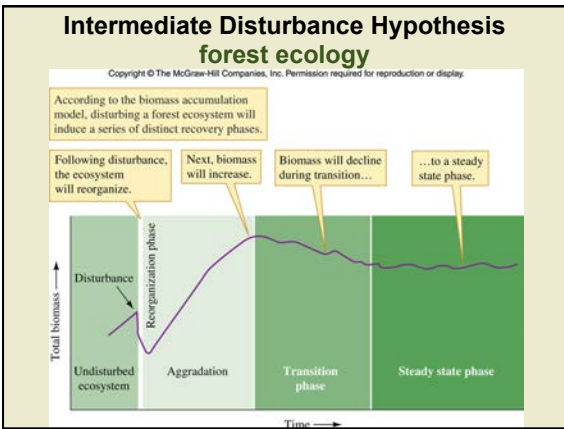 Intermediate Disturbance Hypothesis
forest ecology
Copyright © The McGraw-Hill Companies, Inc. Permission required for reproduction or display.
According to the biomass accumulation
model, disturbing a forest ecosystem will
induce a series of distinct recovery phases.
Following disturbance,
the ecosystem
will reorganize.
Next, biomass
will increase.
Biomass will decline
during transition…
…to a steady
state phase.
Total biomass
Disturbance
Reorganization phase
Undisturbed
ecosystem
Aggradation
Transition
phase
Steady state phase
Time